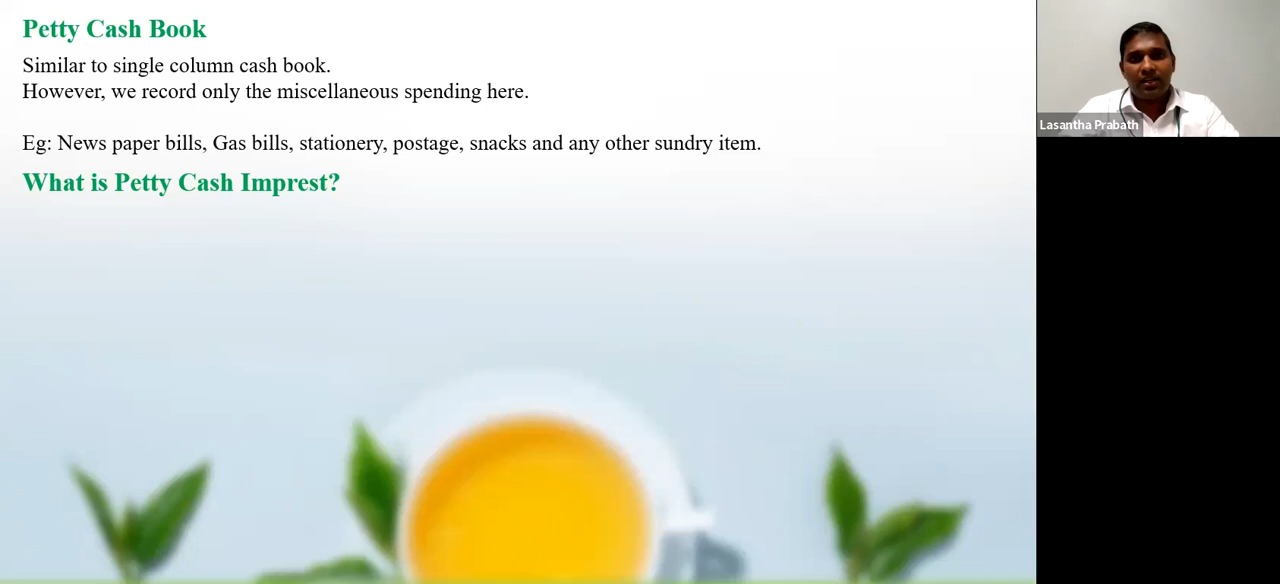 Petty Cash Book
Similar to single column cash book.
However, we record only the miscellaneous spending here.
Eg: News paper bills, Gas bills, stationery, postage, snacks and any other sundry item.
What is Petty Cash Imprest?
Lasantha Prabath